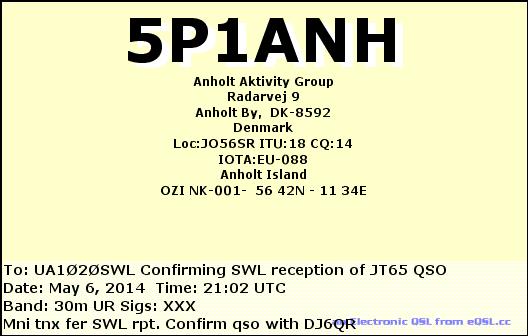 5P1ANH
Anholt Aktivity Group
Radarvej 9
Anholt By, DK-8592
Denmark
Loc:JO56SR ITU:18 CQ:14
IOTA:EU-088
Anholt Island
OZI NK-001- 56 42N - 11 34E
To: UA1Ø2ØSWL Confirming SWL reception of JT65 QSO
Date: May 6, 2014 Time: 21:02 UTC
Band: 30m UR Sigs: XXX
Mni tnx fer SWL rpt. Confirm qso with DJ6QR
Electronic QSL from eQSL.cc